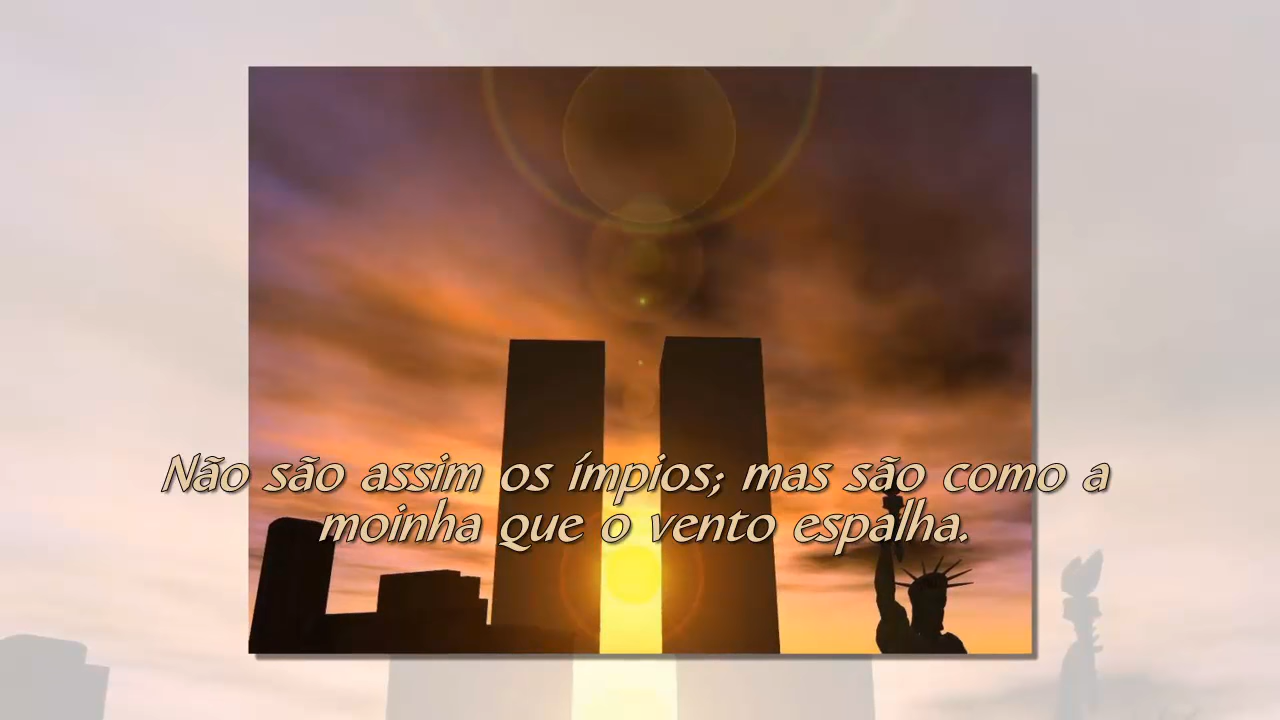 Não são assim os ímpios; mas são como a
moinha que o vento espalha.